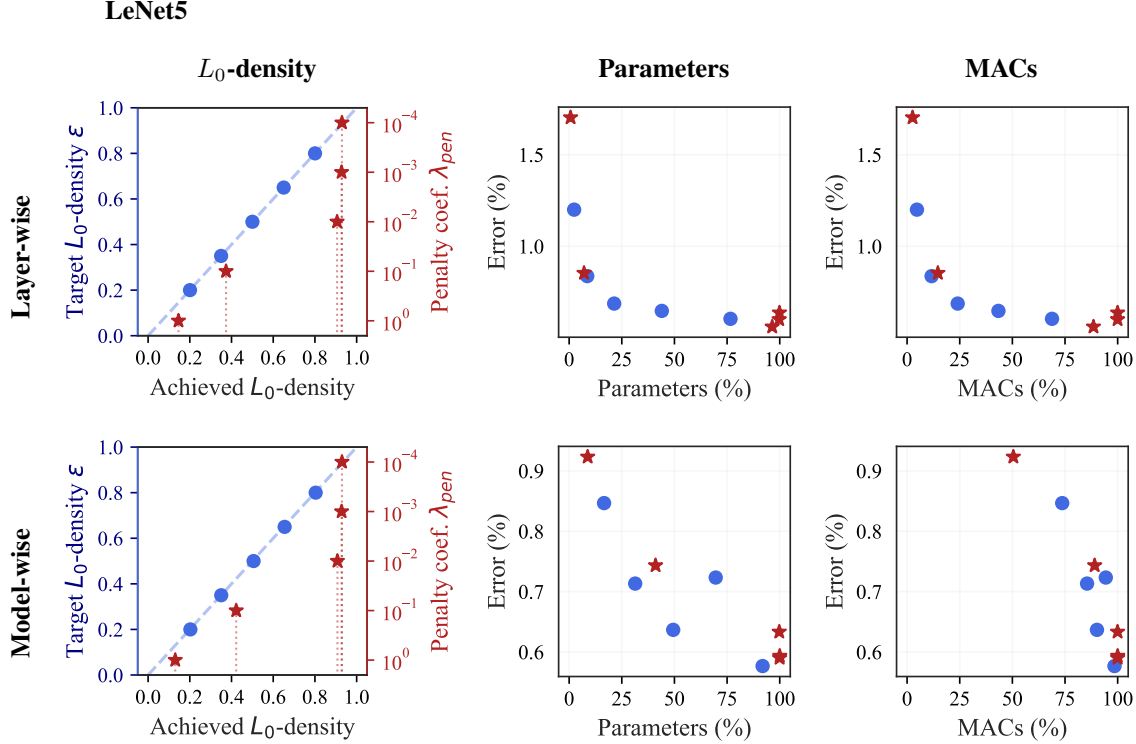 LeNet5
L₀-density
Parameters
MACs
Layer-wise
Target L₀-density ε
1.0
0.8
0.6
0.4
0.2
0.0
0.0 0.2 0.4 0.6 0.8 1.0
Achieved L₀-density
10⁻⁴
10⁻³
10⁻²
10⁻¹
10⁰
Penalty coef. λpen
Error (%)
1.5
1.0
0 25 50 75 100
Parameters (%)
Error (%)
1.5
1.0
0 25 50 75 100
MACs (%)
Model-wise
Target L₀-density ε
1.0
0.8
0.6
0.4
0.2
0.0
0.0 0.2 0.4 0.6 0.8 1.0
Achieved L₀-density
10⁻⁴
10⁻³
10⁻²
10⁻¹
10⁰
Penalty coef. λpen
Error (%)
0.9
0.8
0.7
0.6
0 25 50 75 100
Parameters (%)
Error (%)
0.9
0.8
0.7
0.6
0 25 50 75 100
MACs (%)